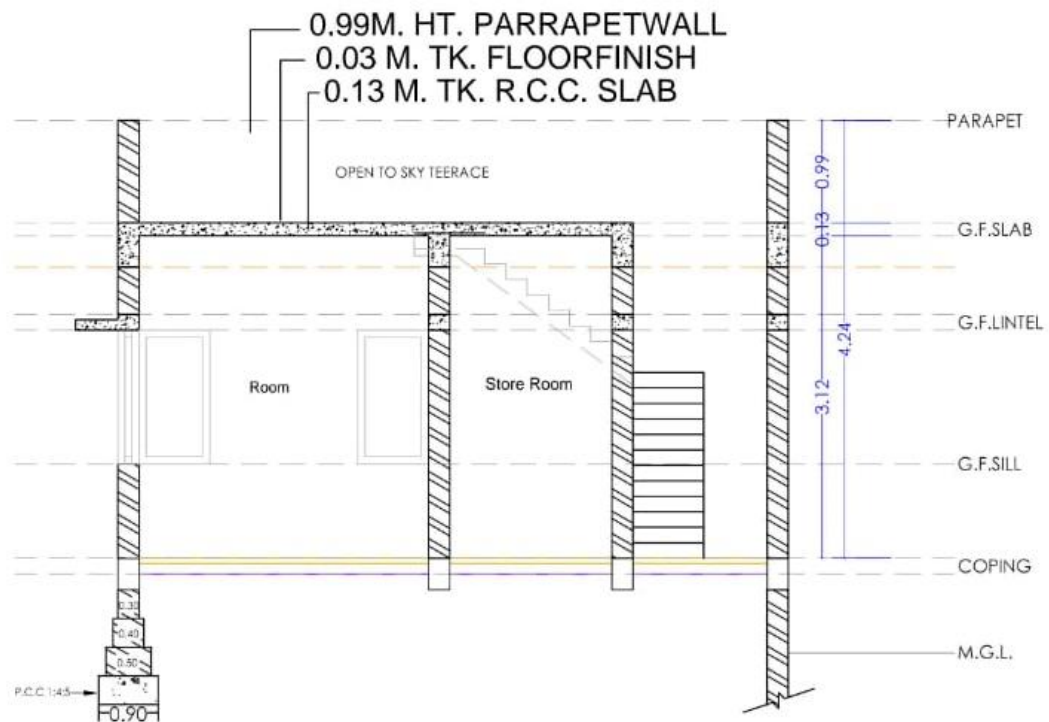 0.99M. HT. PARRAPETWALL
0.03 M. TK. FLOORFINISH
0.13 M. TK. R.C.C. SLAB
PARAPET
OPEN TO SKY TEERACE
0.99
0.13
G.F.SLAB
G.F.LINTEL
4.24
3.12
Room
Store Room
G.F.SILL
COPING
0.30
0.40
0.50
M.G.L.
P.C.C 1:4:5
0.90